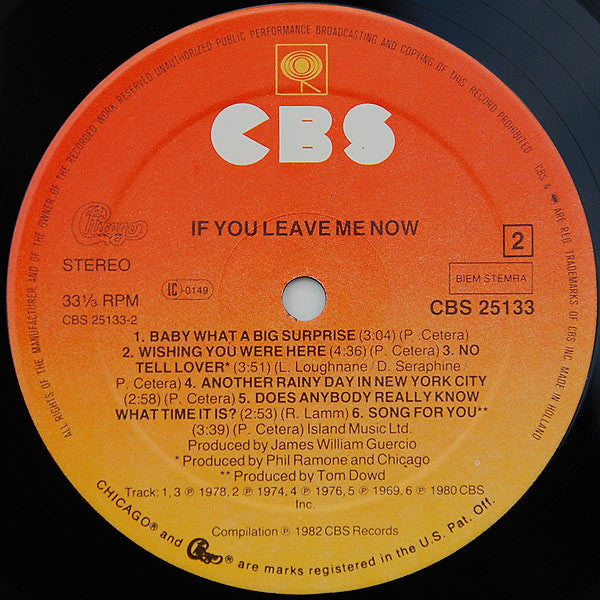 ALL RIGHTS OF THE MANUFACTURER AND OF THE OWNER OF THE RECORDED WORK RESERVED UNAUTHORIZED PUBLIC PERFORMANCE BROADCASTING AND COPYING OF THIS RECORD PROHIBITED CBS & ARE REG. TRADEMARKS OF CBS INC. MADE IN HOLLAND
CBS
Chicago
IF YOU LEAVE ME NOW
2
STEREO
LC-0149
BIEM STEMRA
33⅓ RPM
CBS 25133
CBS 25133-2
1. BABY WHAT A BIG SURPRISE (3:04) (P. Cetera)
2. WISHING YOU WERE HERE (4:36) (P. Cetera) 3. NO
TELL LOVER* (3:51) (L. Loughnane/D. Seraphine
P. Cetera) 4. ANOTHER RAINY DAY IN NEW YORK CITY
(2:58) (P. Cetera) 5. DOES ANYBODY REALLY KNOW
WHAT TIME IT IS? (2:53) (R. Lamm) 6. SONG FOR YOU**
(3:39) (P. Cetera) Island Music Ltd.
Produced by James William Guercio
* Produced by Phil Ramone and Chicago
** Produced by Tom Dowd
Track: 1, 3 ℗ 1978, 2 ℗ 1974, 4 ℗ 1976, 5 ℗ 1969, 6 ℗ 1980 CBS
Inc.
Compilation ℗ 1982 CBS Records
CHICAGO® and Chicago® are marks registered in the U.S. Pat. Off.